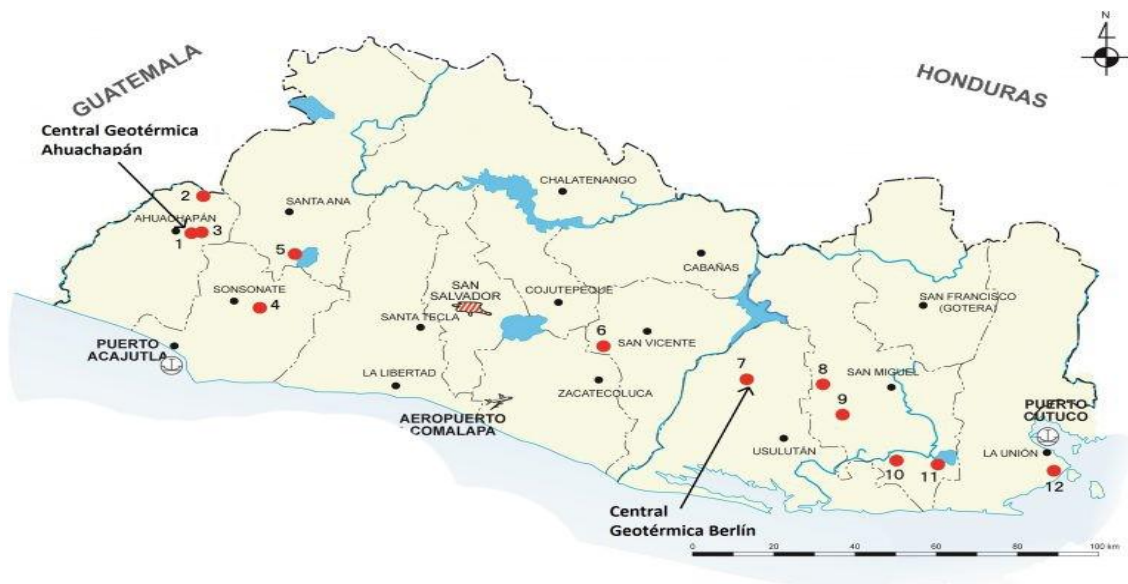 N
GUATEMALA
HONDURAS
Central Geotérmica
Ahuachapán
CHALATENANGO
2
SANTA ANA
AHUACHAPÁN
1
3
5
CABAÑAS
SONSONATE
4
SAN
SALVADOR
COJUTEPEQUE
SAN FRANCISCO
(GOTERA)
SANTA TECLA
6
SAN VICENTE
PUERTO
ACAJUTLA
7
8
SAN MIGUEL
LA LIBERTAD
ZACATECOLUCA
9
PUERTO
CUTUCO
AEROPUERTO
COMALAPA
USULUTÁN
LA UNIÓN
10
11
12
Central
Geotérmica Berlín
0 20 40 60 80 100 km